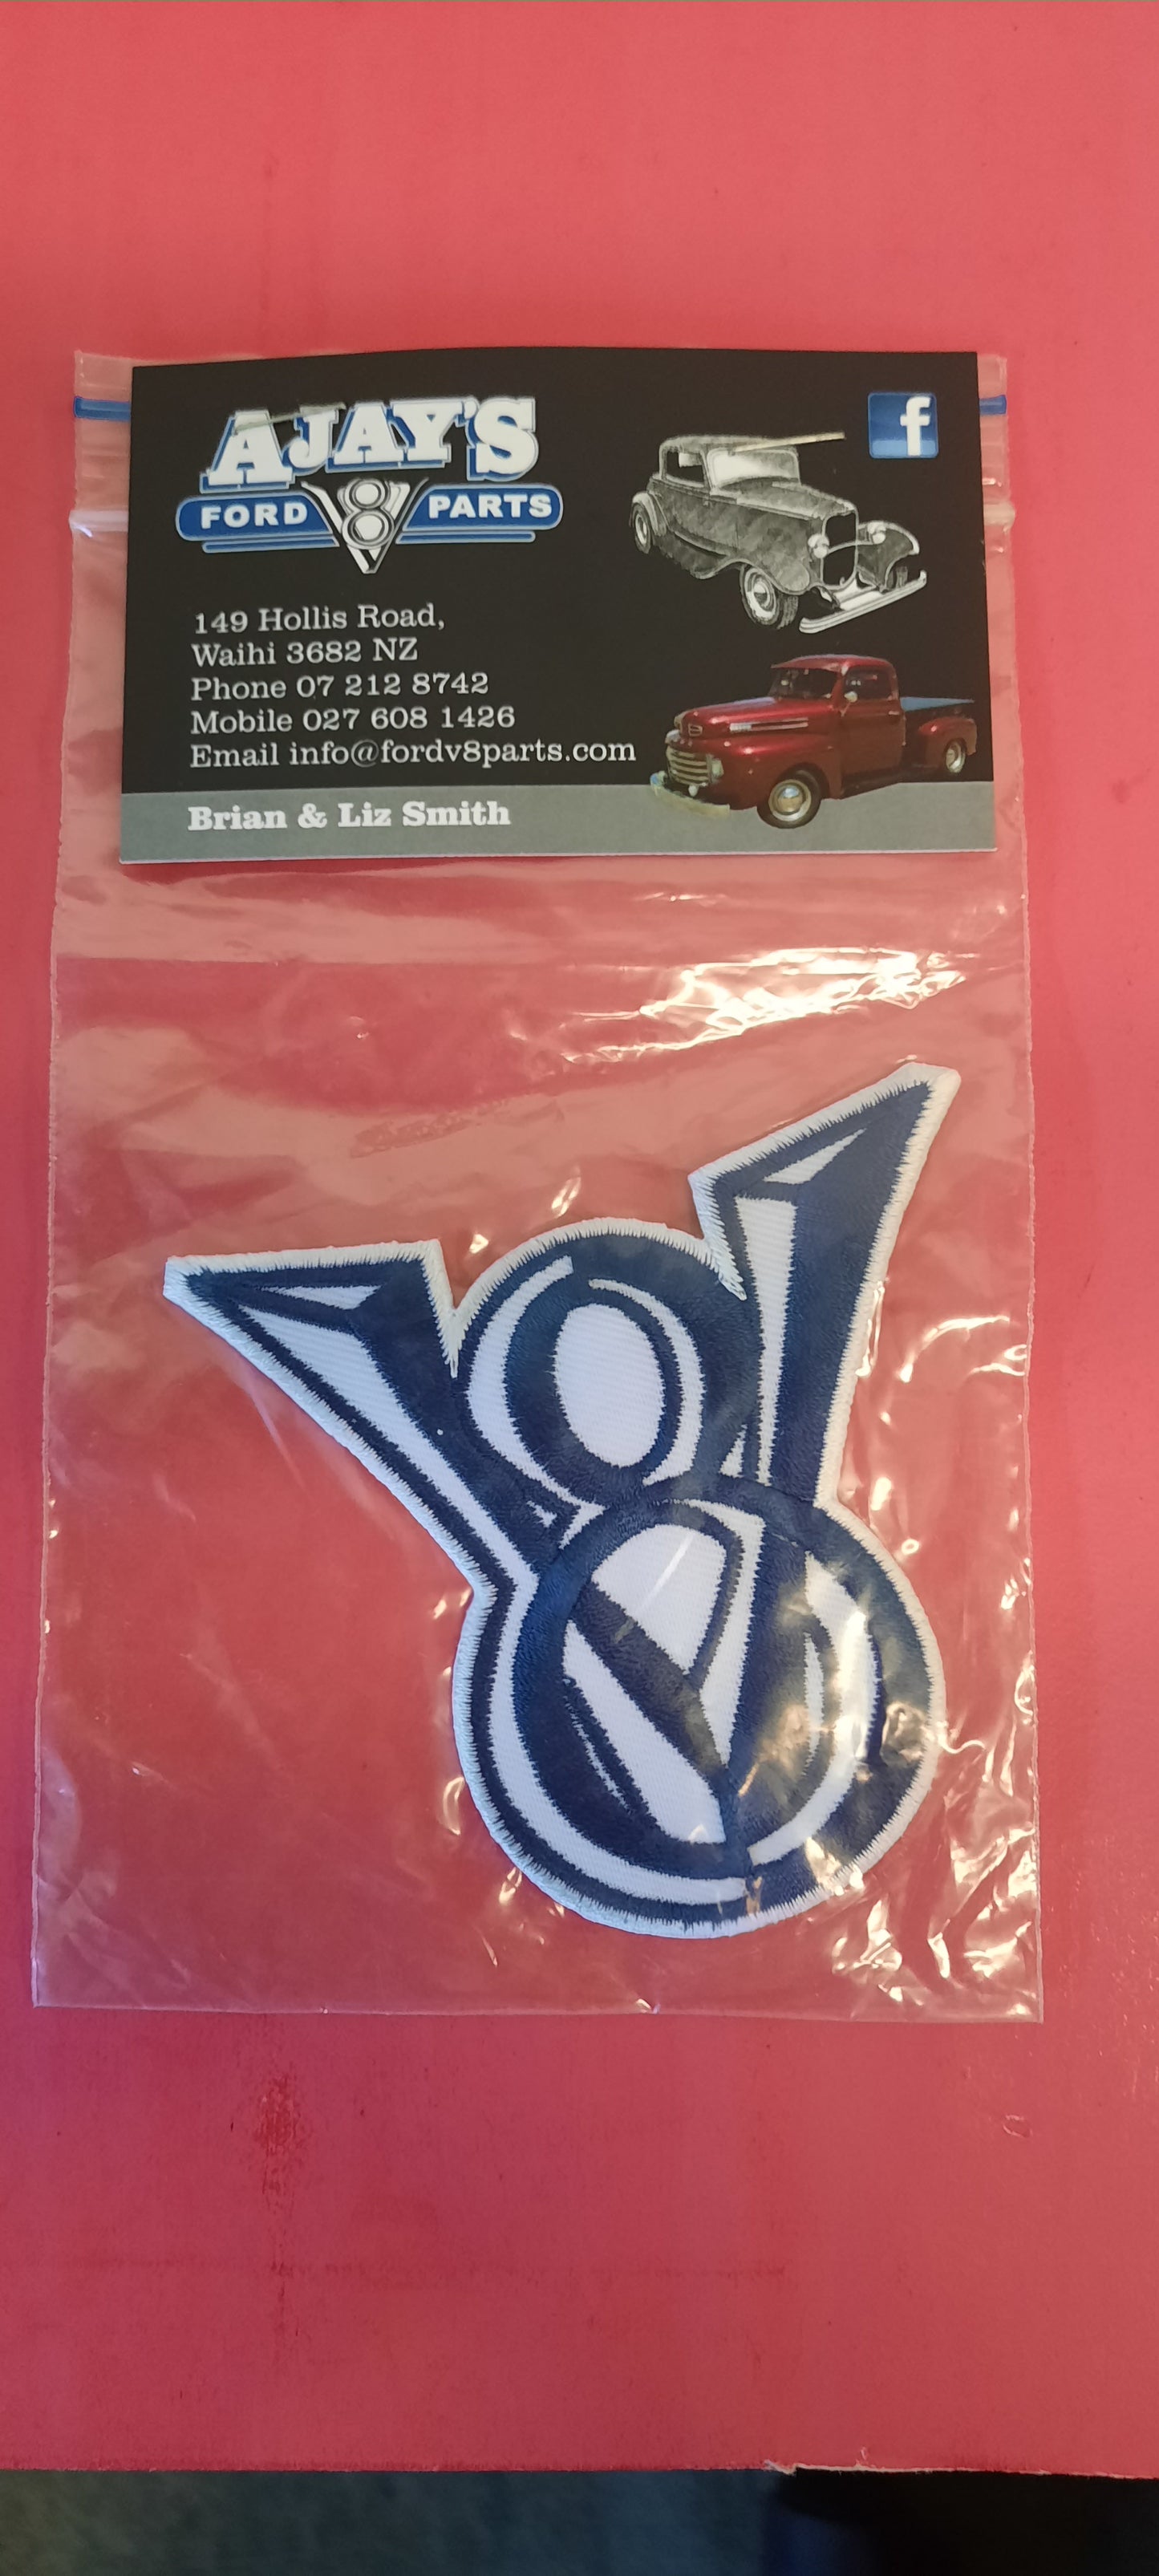 AJAY'S
FORD V8 PARTS
149 Hollis Road,
Waihi 3682 NZ
Phone 07 212 8742
Mobile 027 608 1426
Email info@fordv8parts.com
Brian & Liz Smith
f
V8